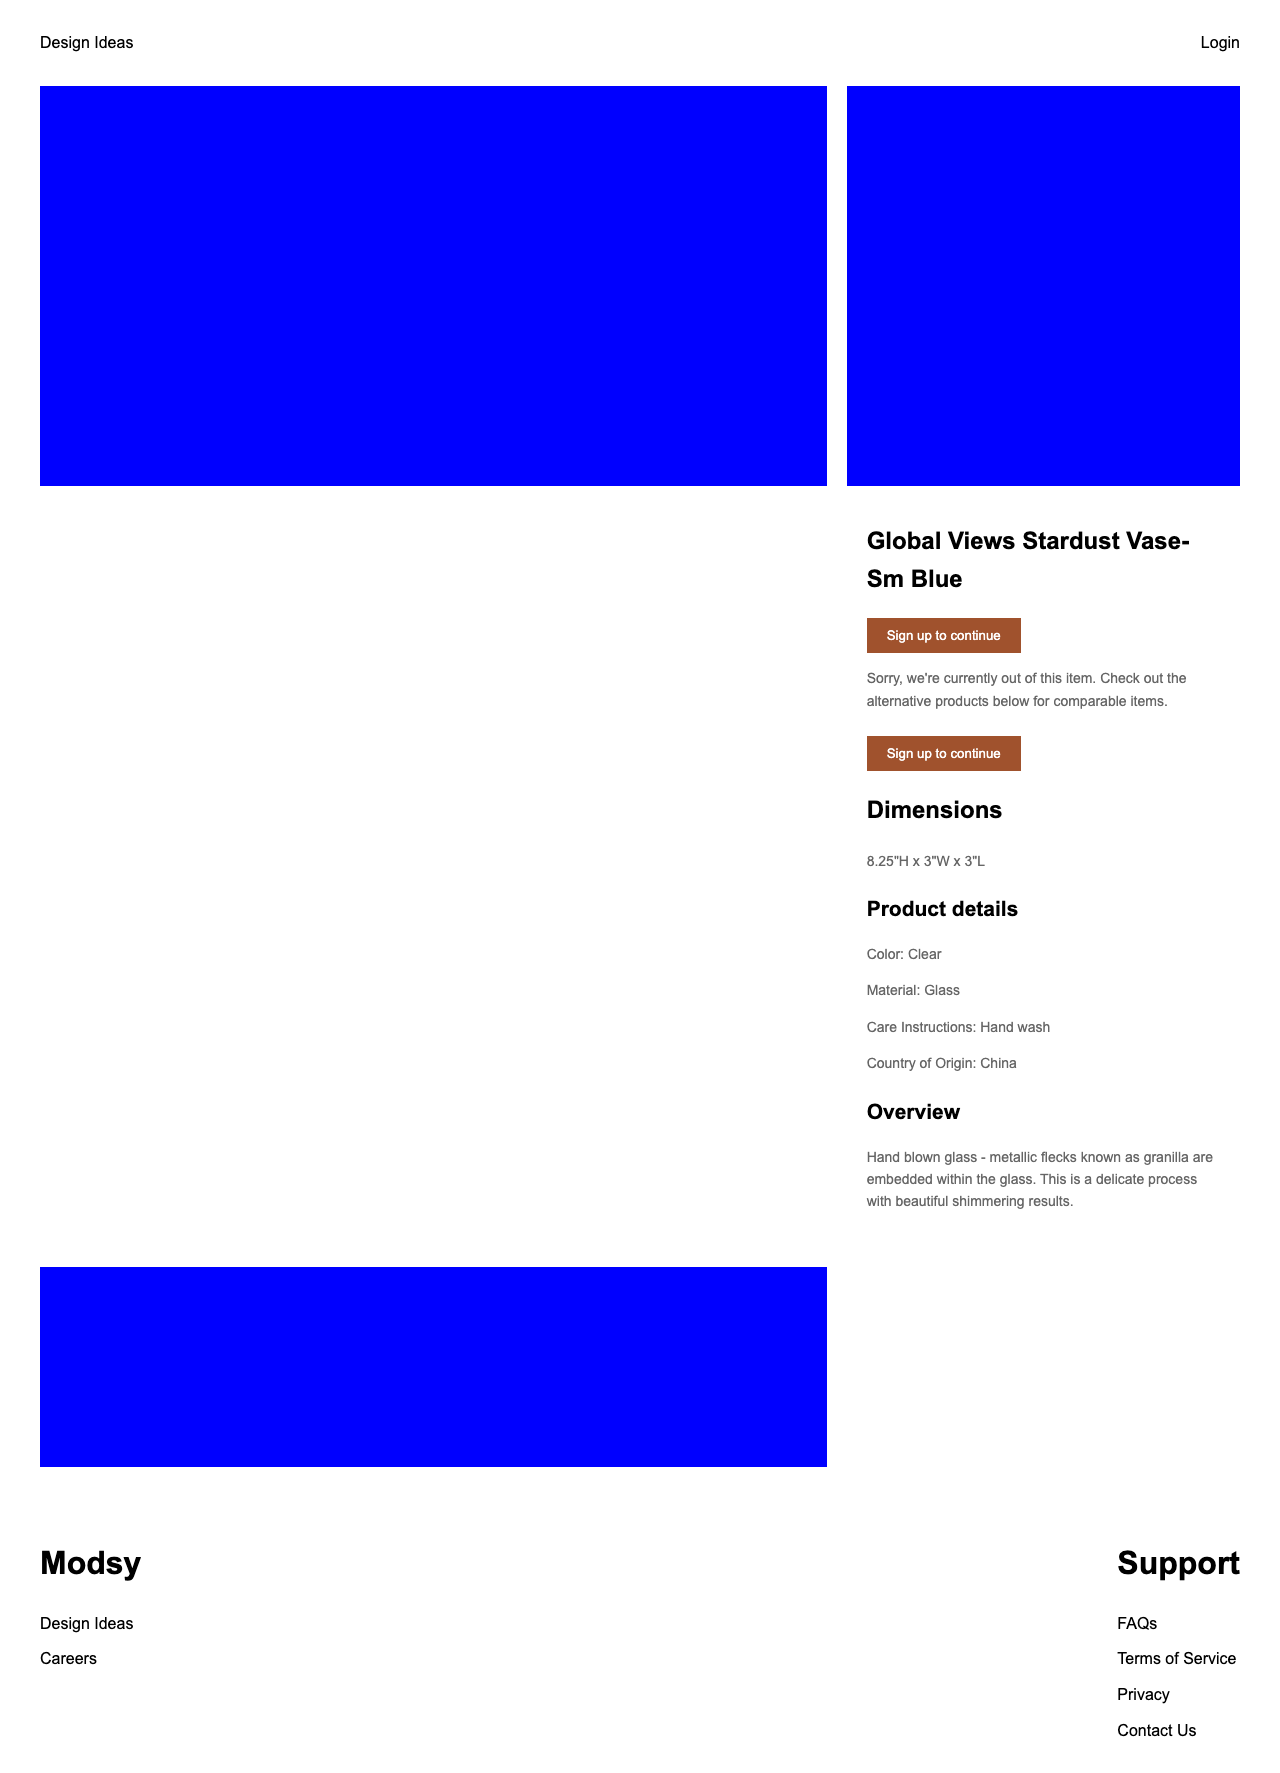 Design Ideas
Login
Global Views Stardust Vase-
Sm Blue
Sign up to continue
Sorry, we're currently out of this item. Check out the
alternative products below for comparable items.
Sign up to continue
Dimensions
8.25"H x 3"W x 3"L
Product details
Color: Clear
Material: Glass
Care Instructions: Hand wash
Country of Origin: China
Overview
Hand blown glass - metallic flecks known as granilla are
embedded within the glass. This is a delicate process
with beautiful shimmering results.
Modsy
Design Ideas
Careers
Support
FAQs
Terms of Service
Privacy
Contact Us